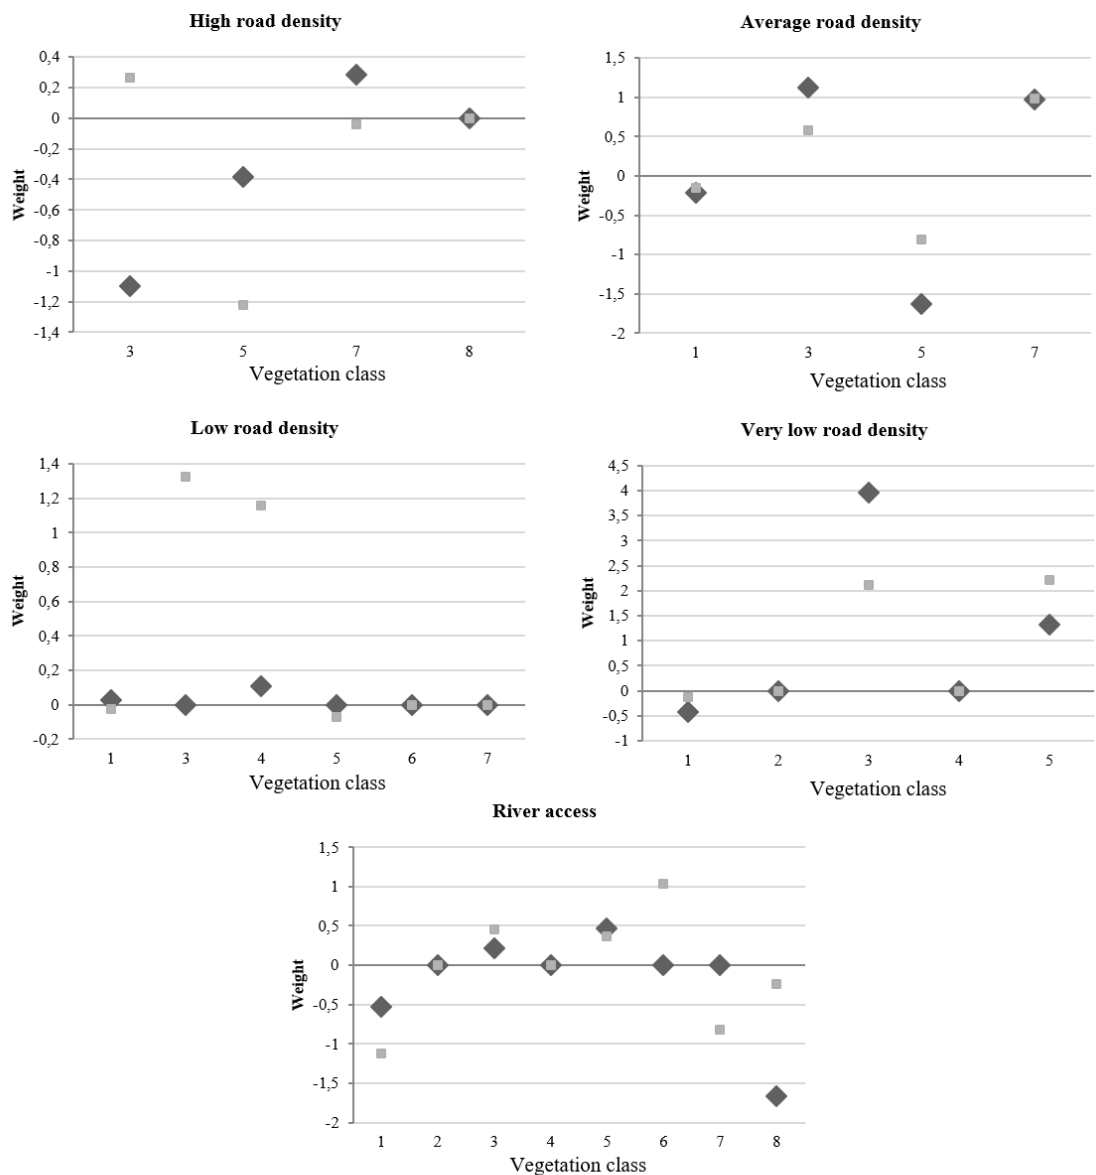 High road density
0,4
0,2
0
-0,2
-0,4
-0,6
-0,8
-1
-1,2
-1,4
Weight
3 5 7 8
Vegetation class
Average road density
1,5
1
0,5
0
-0,5
-1
-1,5
-2
Weight
1 3 5 7
Vegetation class
Low road density
1,4
1,2
1
0,8
0,6
0,4
0,2
0
-0,2
Weight
1 3 4 5 6 7
Vegetation class
Very low road density
4,5
4
3,5
3
2,5
2
1,5
1
0,5
0
-0,5
-1
Weight
1 2 3 4 5
Vegetation class
River access
1,5
1
0,5
0
-0,5
-1
-1,5
-2
Weight
1 2 3 4 5 6 7 8
Vegetation class